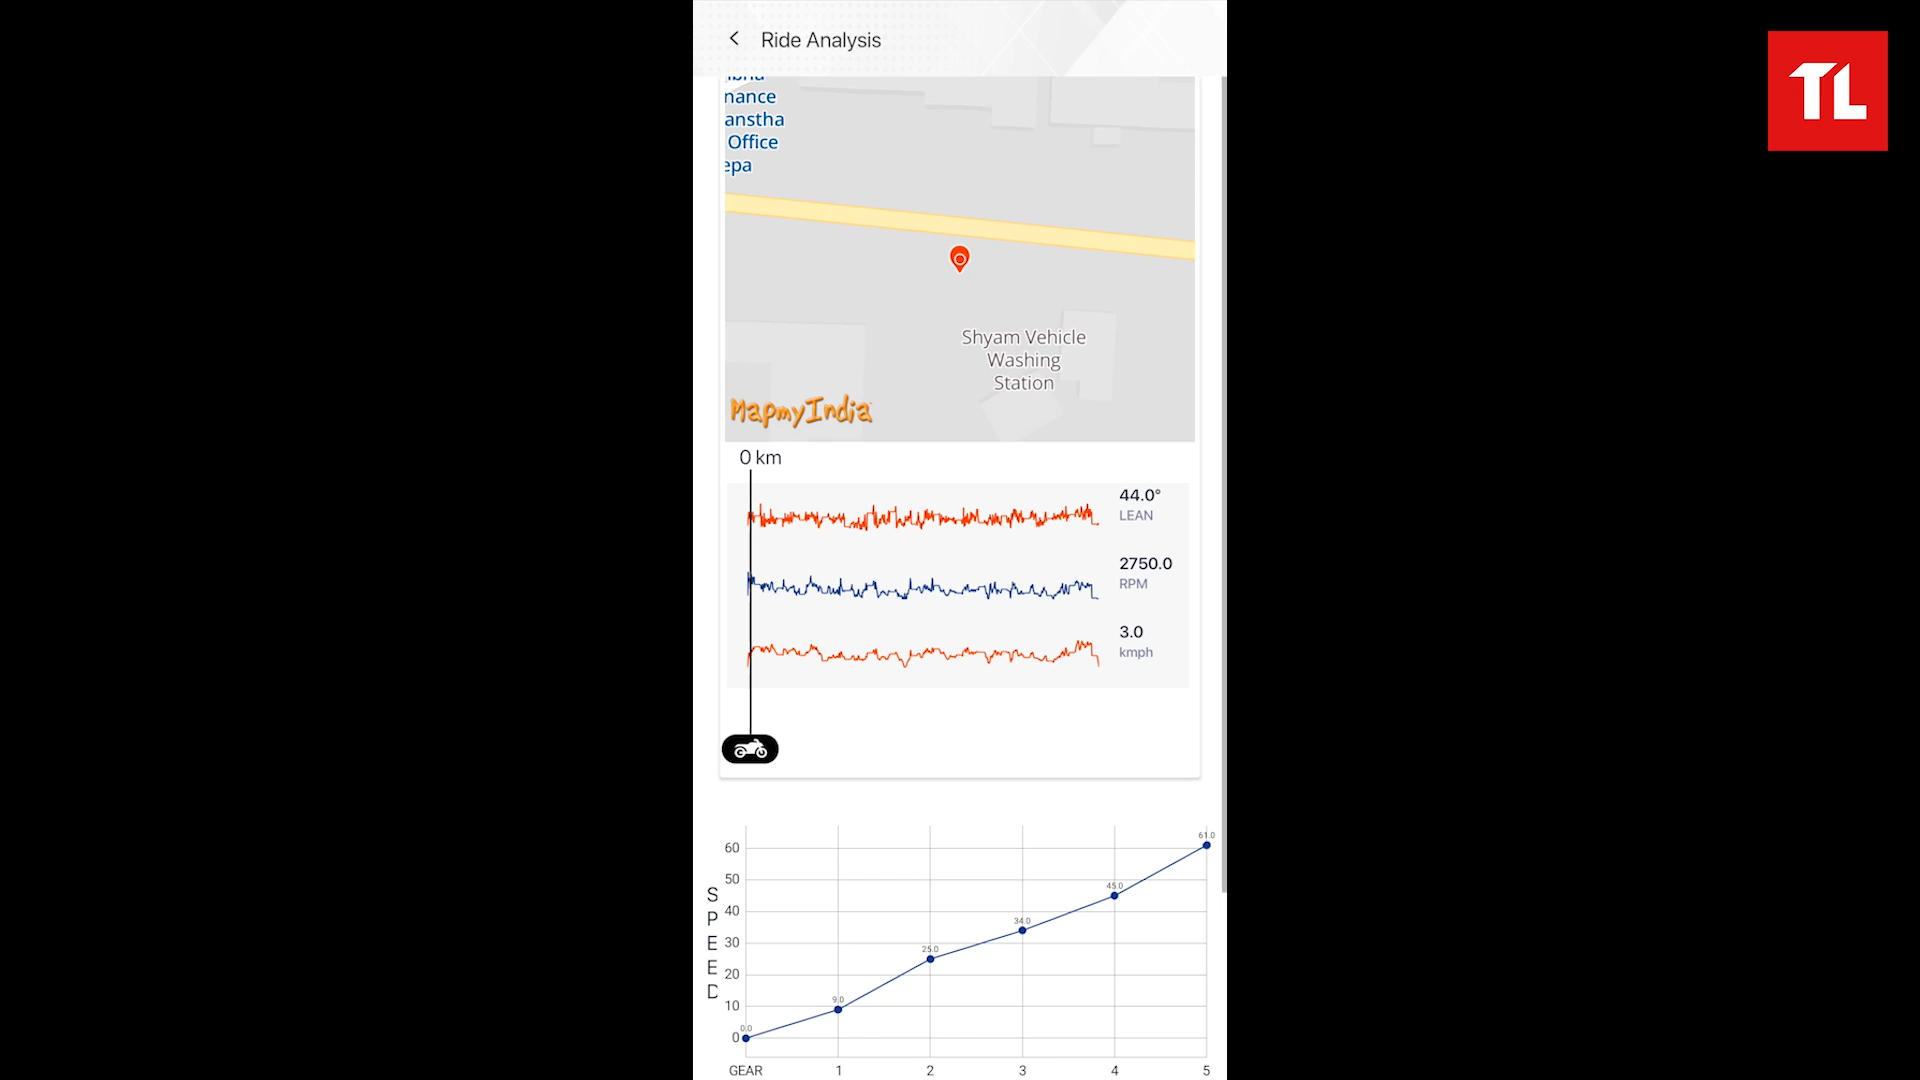 Ride Analysis
TL
nance
anstha
Office
epa
Shyam Vehicle
Washing
Station
MapmyIndia
0 km
44.0°
LEAN
2750.0
RPM
3.0
kmph
SPEED
60
50
40
30
20
10
0
0.0
9.0
25.0
34.0
45.0
61.0
GEAR 1 2 3 4 5